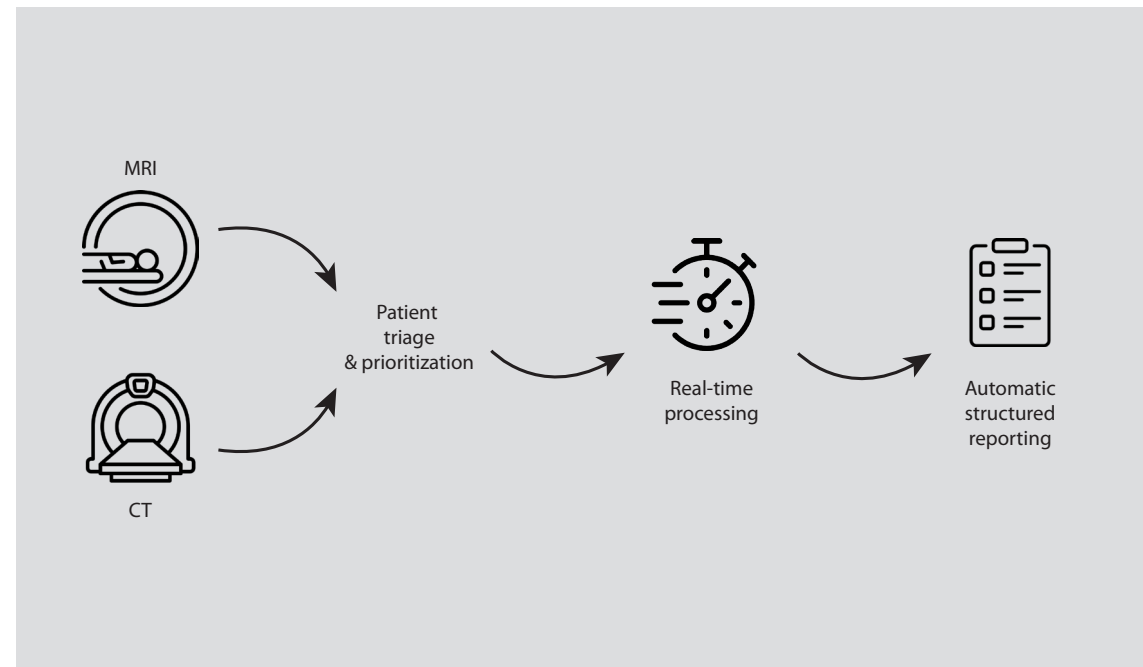 MRI
CT
Patient
triage
& prioritization
Real-time
processing
Automatic
structured
reporting